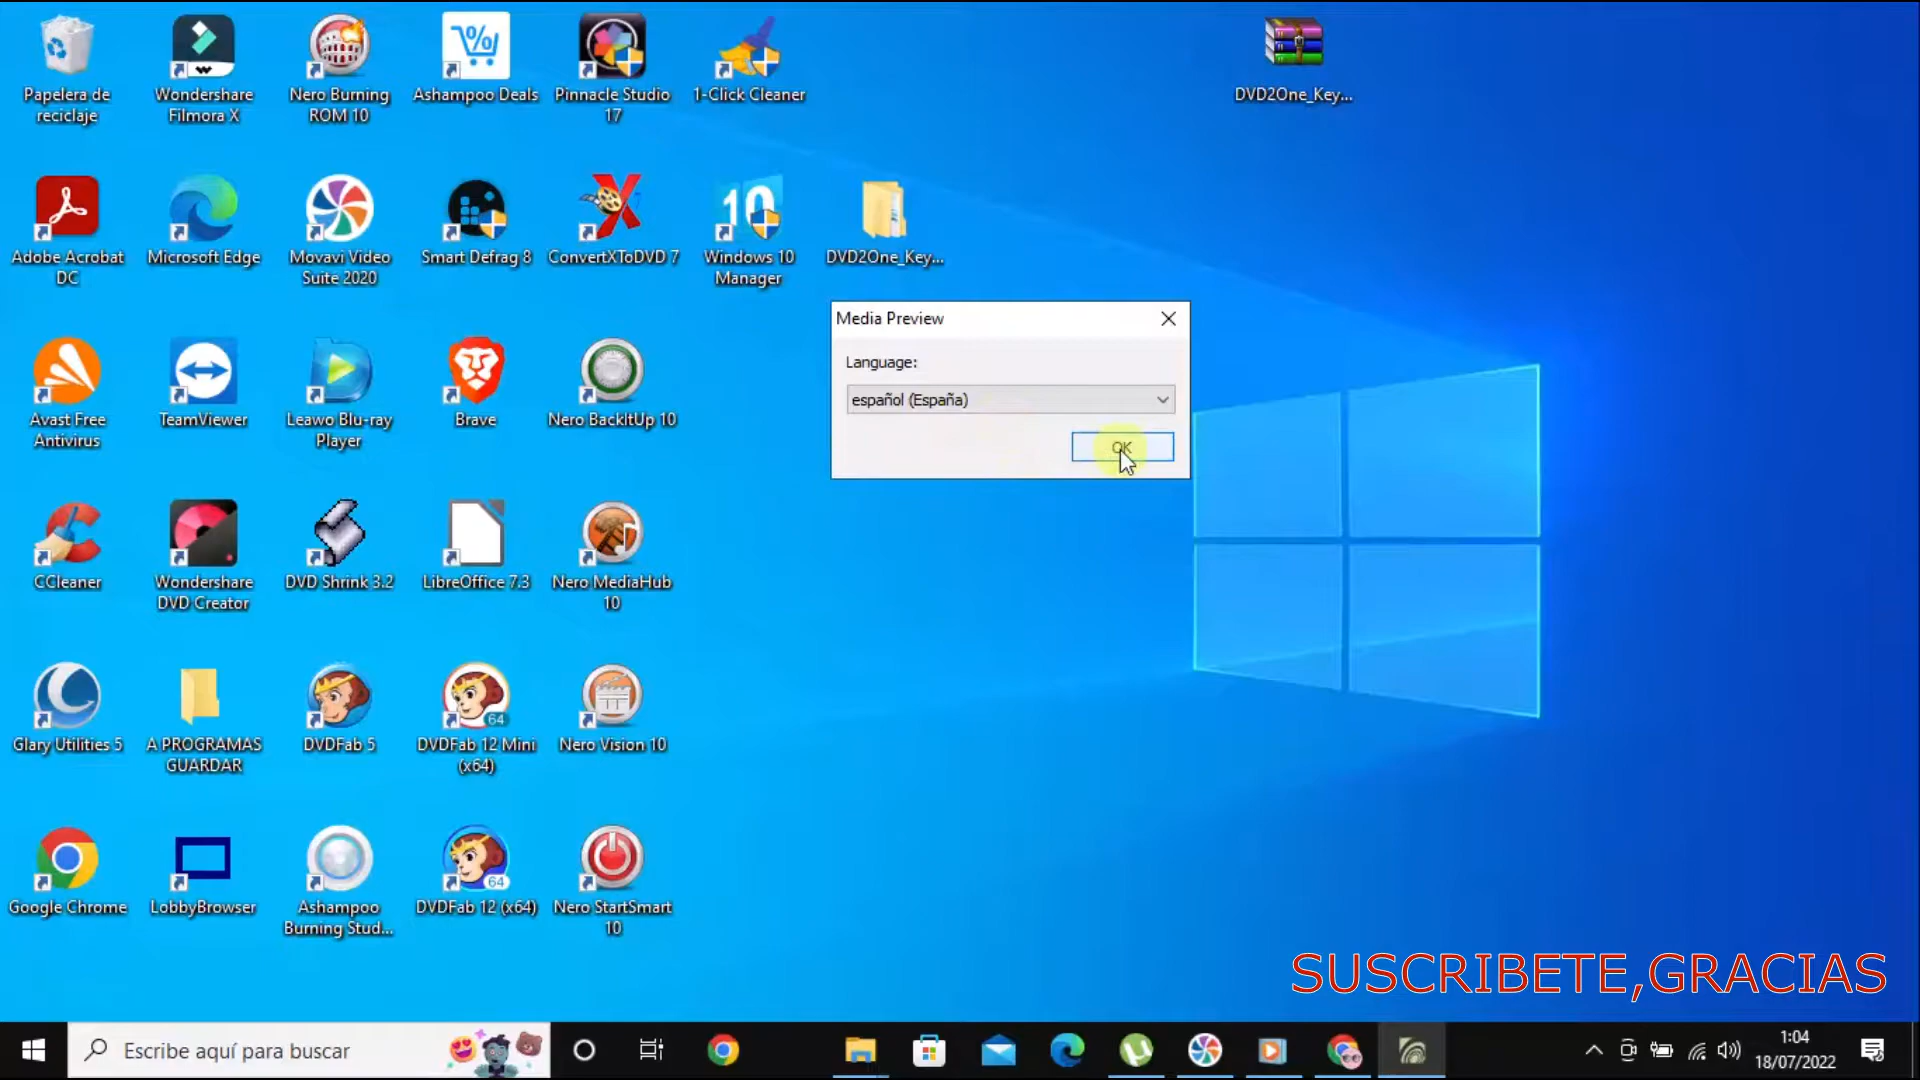 Papelera de
reciclaje
Wondershare
Filmora X
Nero Burning
ROM 10
Ashampoo Deals
Pinnacle Studio
17
1-Click Cleaner
DVD2One_Key...
Adobe Acrobat
DC
Microsoft Edge
Movavi Video
Suite 2020
Smart Defrag 8
ConvertXToDVD 7
10
Windows 10
Manager
DVD2One_Key...
Media Preview
Language:
español (España)
OK
Avast Free
Antivirus
TeamViewer
Leawo Blu-ray
Player
Brave
Nero BackItUp 10
CCleaner
Wondershare
DVD Creator
DVD Shrink 3.2
LibreOffice 7.3
Nero MediaHub
10
Glary Utilities 5
A PROGRAMAS
GUARDAR
DVDFab 5
64
DVDFab 12 Mini
(x64)
Nero Vision 10
Google Chrome
LobbyBrowser
Ashampoo
Burning Stud...
64
DVDFab 12 (x64)
Nero StartSmart
10
SUSCRIBETE,GRACIAS
Escribe aquí para buscar
1:04
18/07/2022